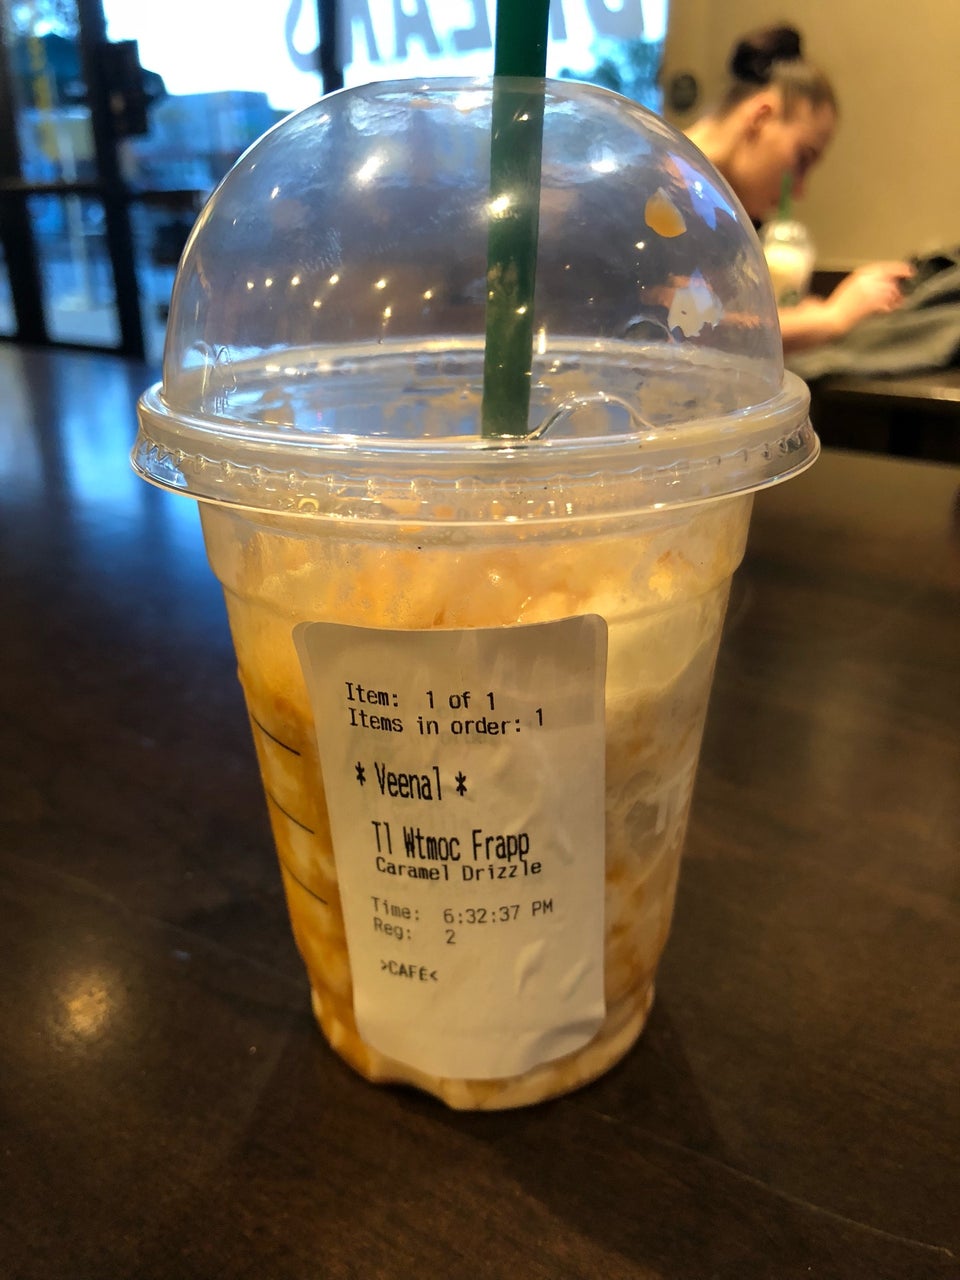 Item: 1 of 1
Items in order: 1
* Veenal *
Tl Wtmoc Frapp
Caramel Drizzle
Time: 6:32:37 PM
Reg: 2
>CAFE<